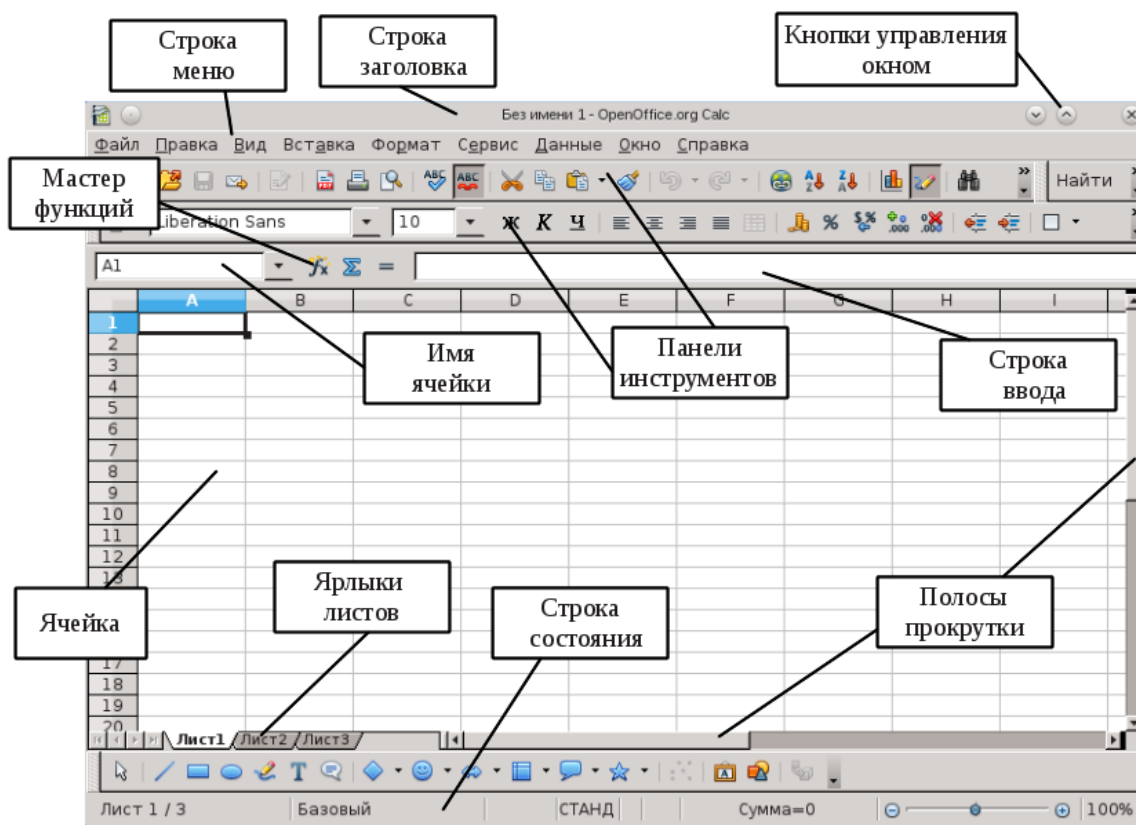 Строка
меню
Строка
заголовка
Кнопки управления
окном
Без имени 1 - OpenOffice.org Calc
Файл Правка Вид Вставка Формат Сервис Данные Окно Справка
Мастер
функций
ABC ABC
Найти
Liberation Sans 10 Ж К Ч
A1
A B C D E F G H I
1
2
3
4
5
6
7
8
9
10
11
12
13
17
18
19
20
Имя
ячейки
Панели
инструментов
Строка
ввода
Ячейка
Ярлыки
листов
Строка
состояния
Полосы
прокрутки
Лист1 Лист2 Лист3
Лист 1 / 3 Базовый СТАНД Сумма=0 100%